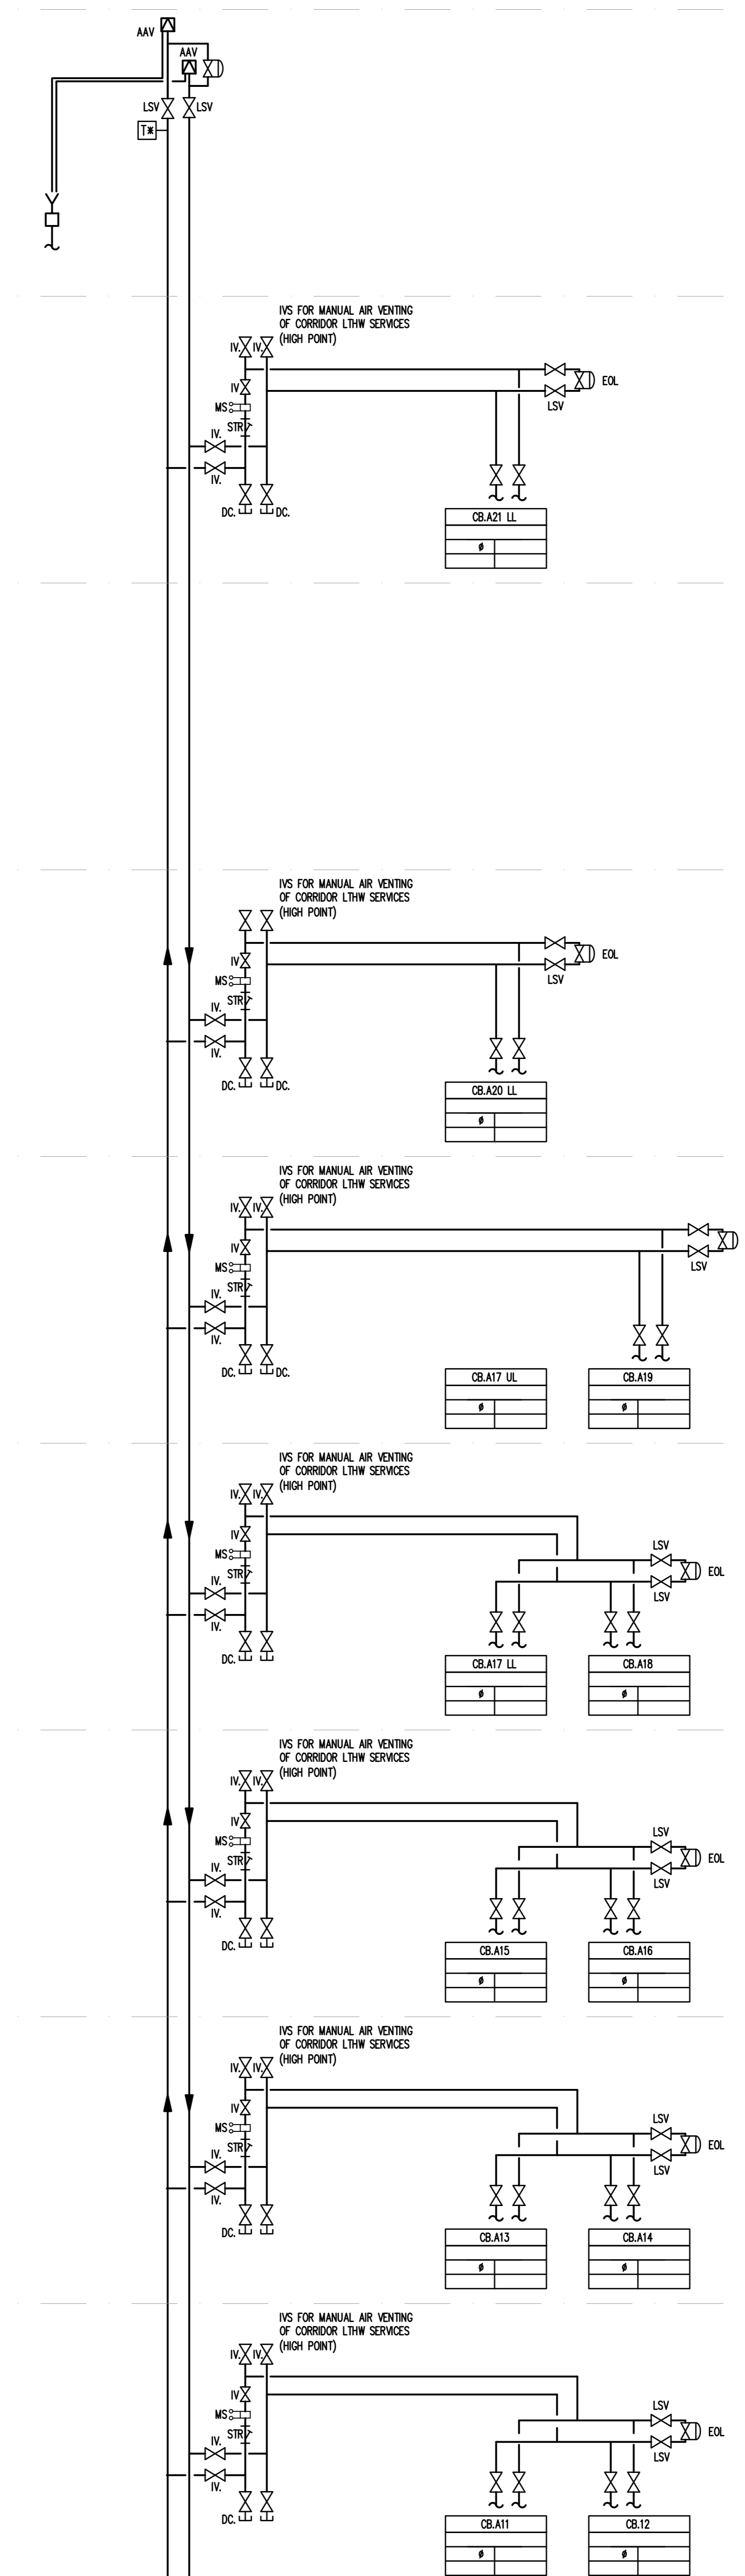 AAV
AAV
LSV
LSV
T*
IVS FOR MANUAL AIR VENTING
OF CORRIDOR LTHW SERVICES
(HIGH POINT)
IV. IV.
IV
EOL
MS
LSV
STR
IV.
IV.
DC. DC.
CB.A21 LL
ø
IVS FOR MANUAL AIR VENTING
OF CORRIDOR LTHW SERVICES
(HIGH POINT)
IV
EOL
MS
LSV
STR
IV.
IV.
DC. DC.
CB.A20 LL
ø
IVS FOR MANUAL AIR VENTING
OF CORRIDOR LTHW SERVICES
(HIGH POINT)
IV. IV.
IV
MS
LSV
STR
IV.
IV.
DC. DC.
CB.A17 UL CB.A19
ø ø
IVS FOR MANUAL AIR VENTING
OF CORRIDOR LTHW SERVICES
(HIGH POINT)
IV. IV.
IV
LSV
MS
EOL
STR
LSV
IV.
IV.
DC.
CB.A17 LL CB.A18
ø ø
IVS FOR MANUAL AIR VENTING
OF CORRIDOR LTHW SERVICES
(HIGH POINT)
IV. IV.
IV
LSV
MS
EOL
STR
LSV
IV.
IV.
DC.
CB.A15 CB.A16
ø ø
IVS FOR MANUAL AIR VENTING
OF CORRIDOR LTHW SERVICES
(HIGH POINT)
IV. IV.
IV
LSV
MS
EOL
STR
LSV
IV.
IV.
DC.
CB.A13 CB.A14
ø ø
IVS FOR MANUAL AIR VENTING
OF CORRIDOR LTHW SERVICES
(HIGH POINT)
IV. IV.
IV
LSV
MS
EOL
STR
LSV
IV.
IV.
DC.
CB.A11 CB.12
ø ø